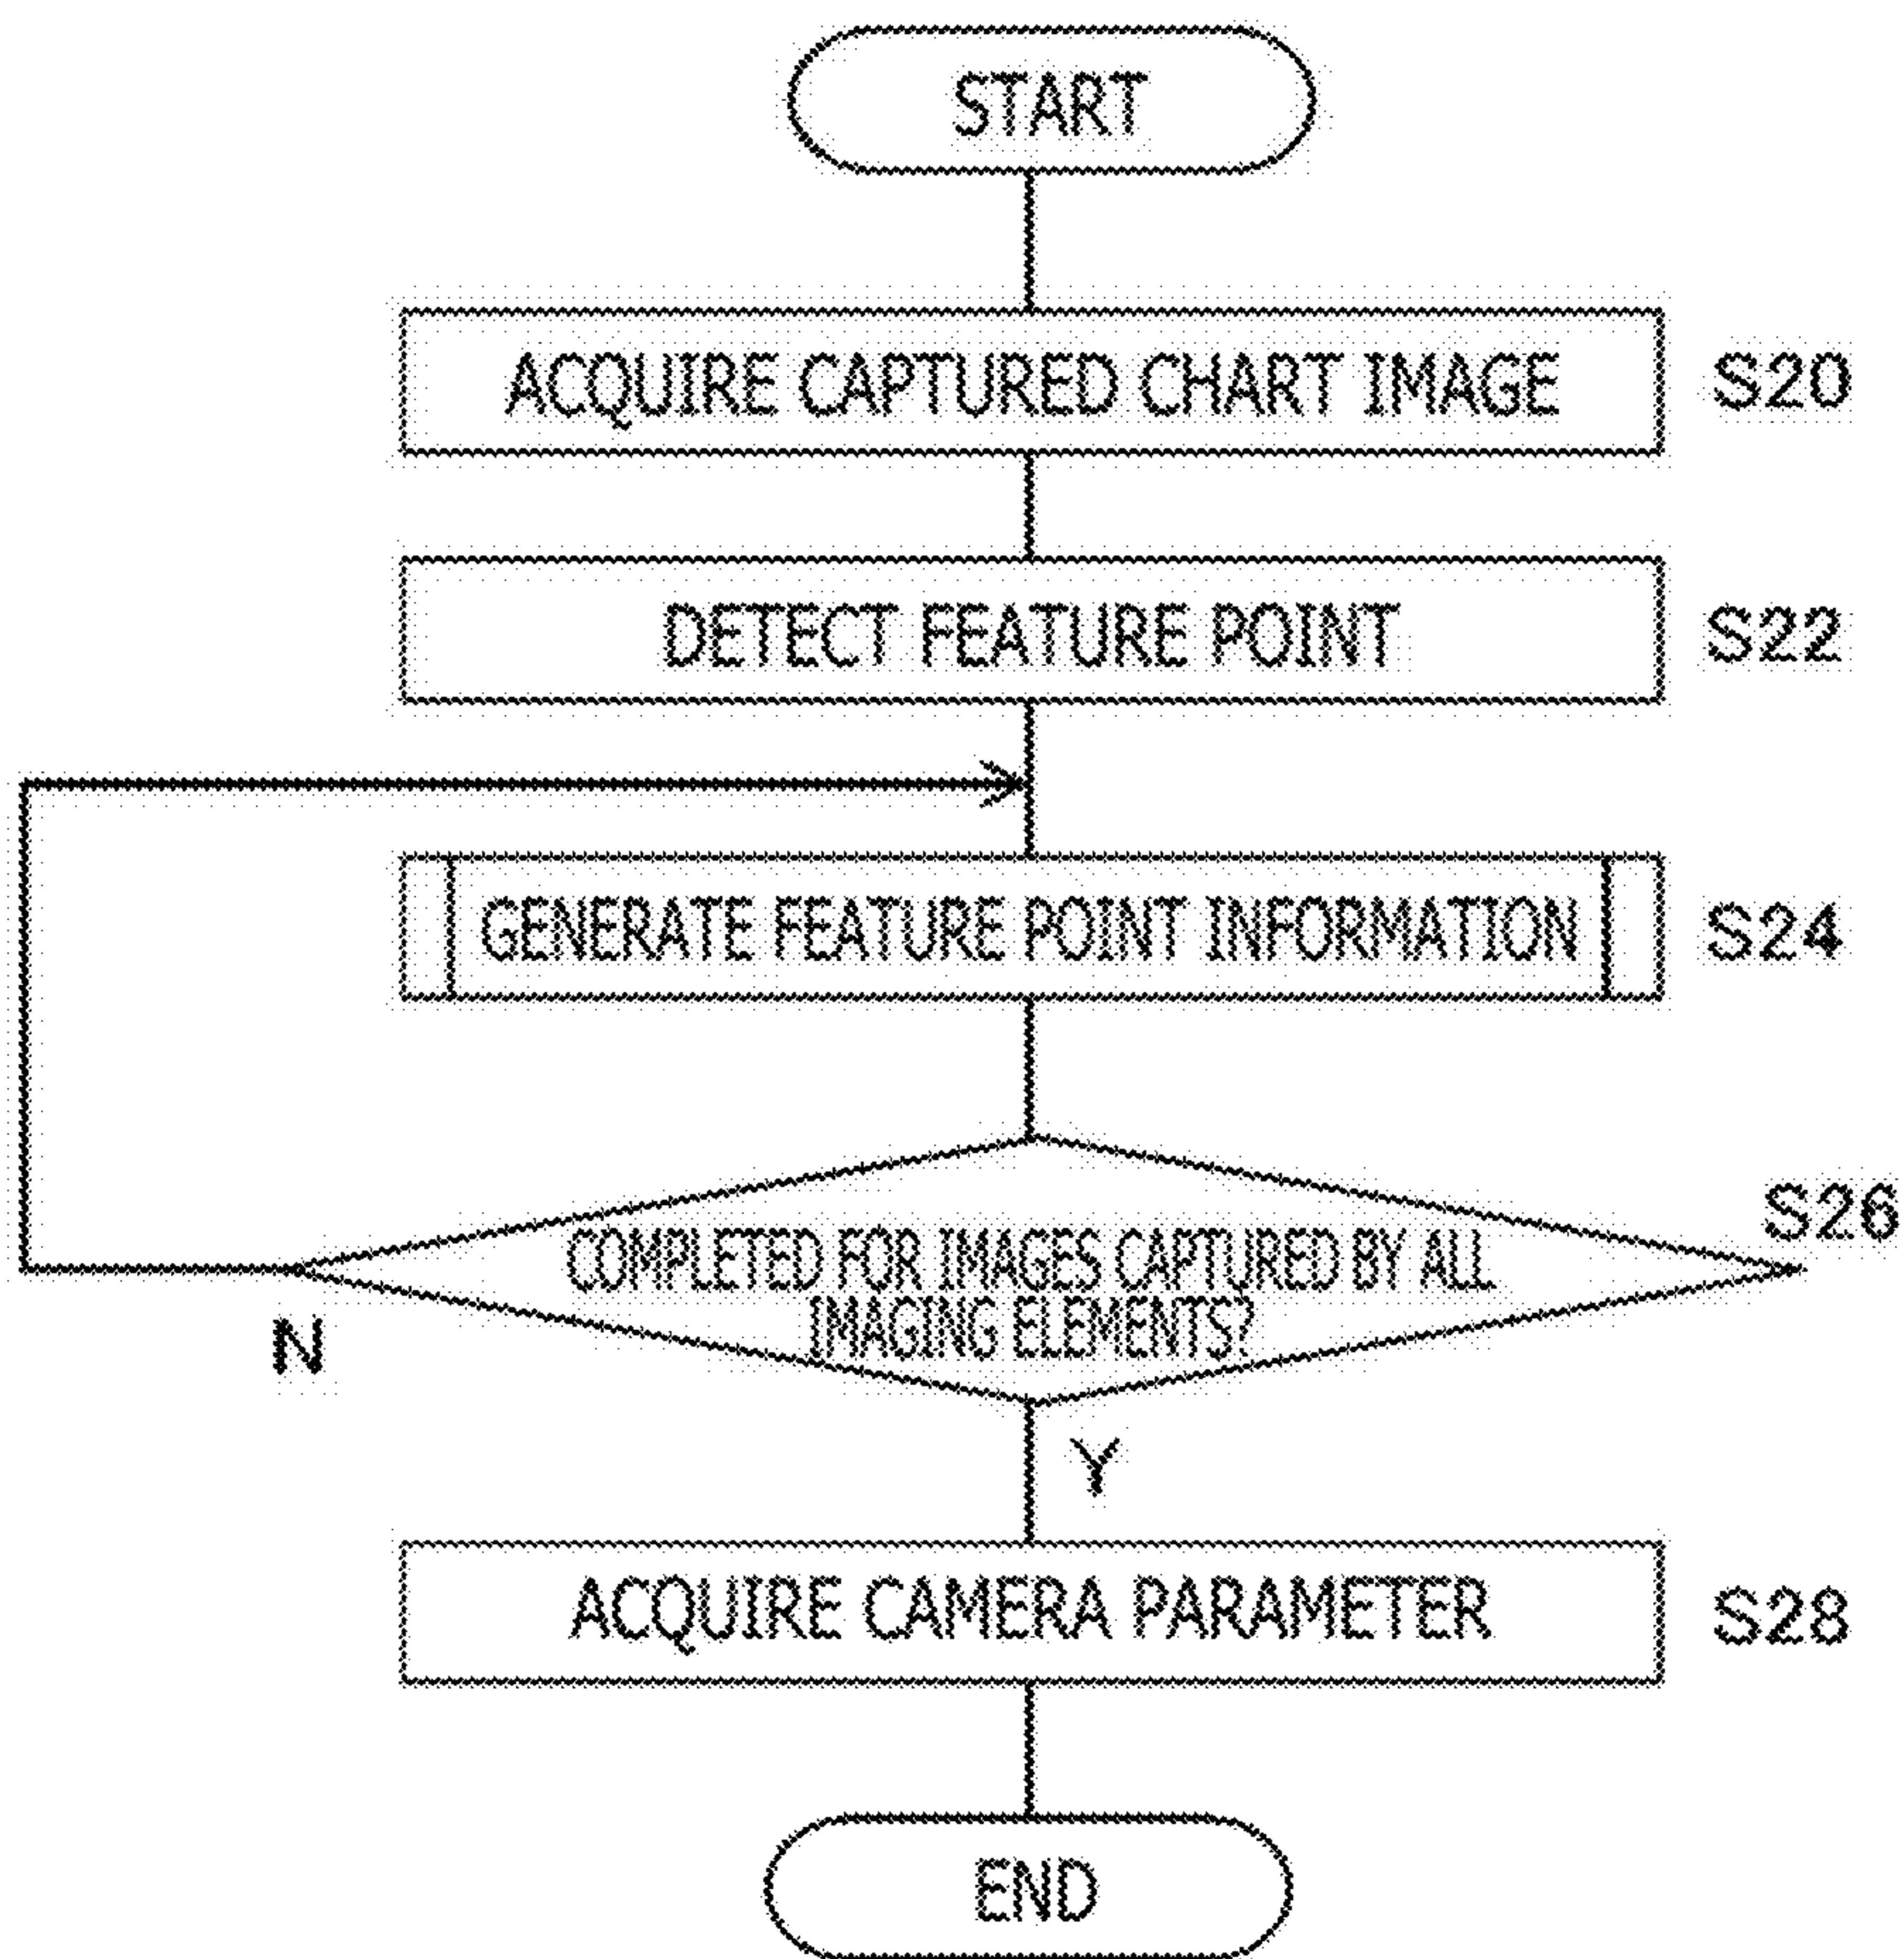 START
ACQUIRE CAPTURED CHART IMAGE
S20
DETECT FEATURE POINT
S22
GENERATE FEATURE POINT INFORMATION
S24
S26
COMPLETED FOR IMAGES CAPTURED BY ALL
IMAGING ELEMENTS?
N
Y
ACQUIRE CAMERA PARAMETER
S28
END